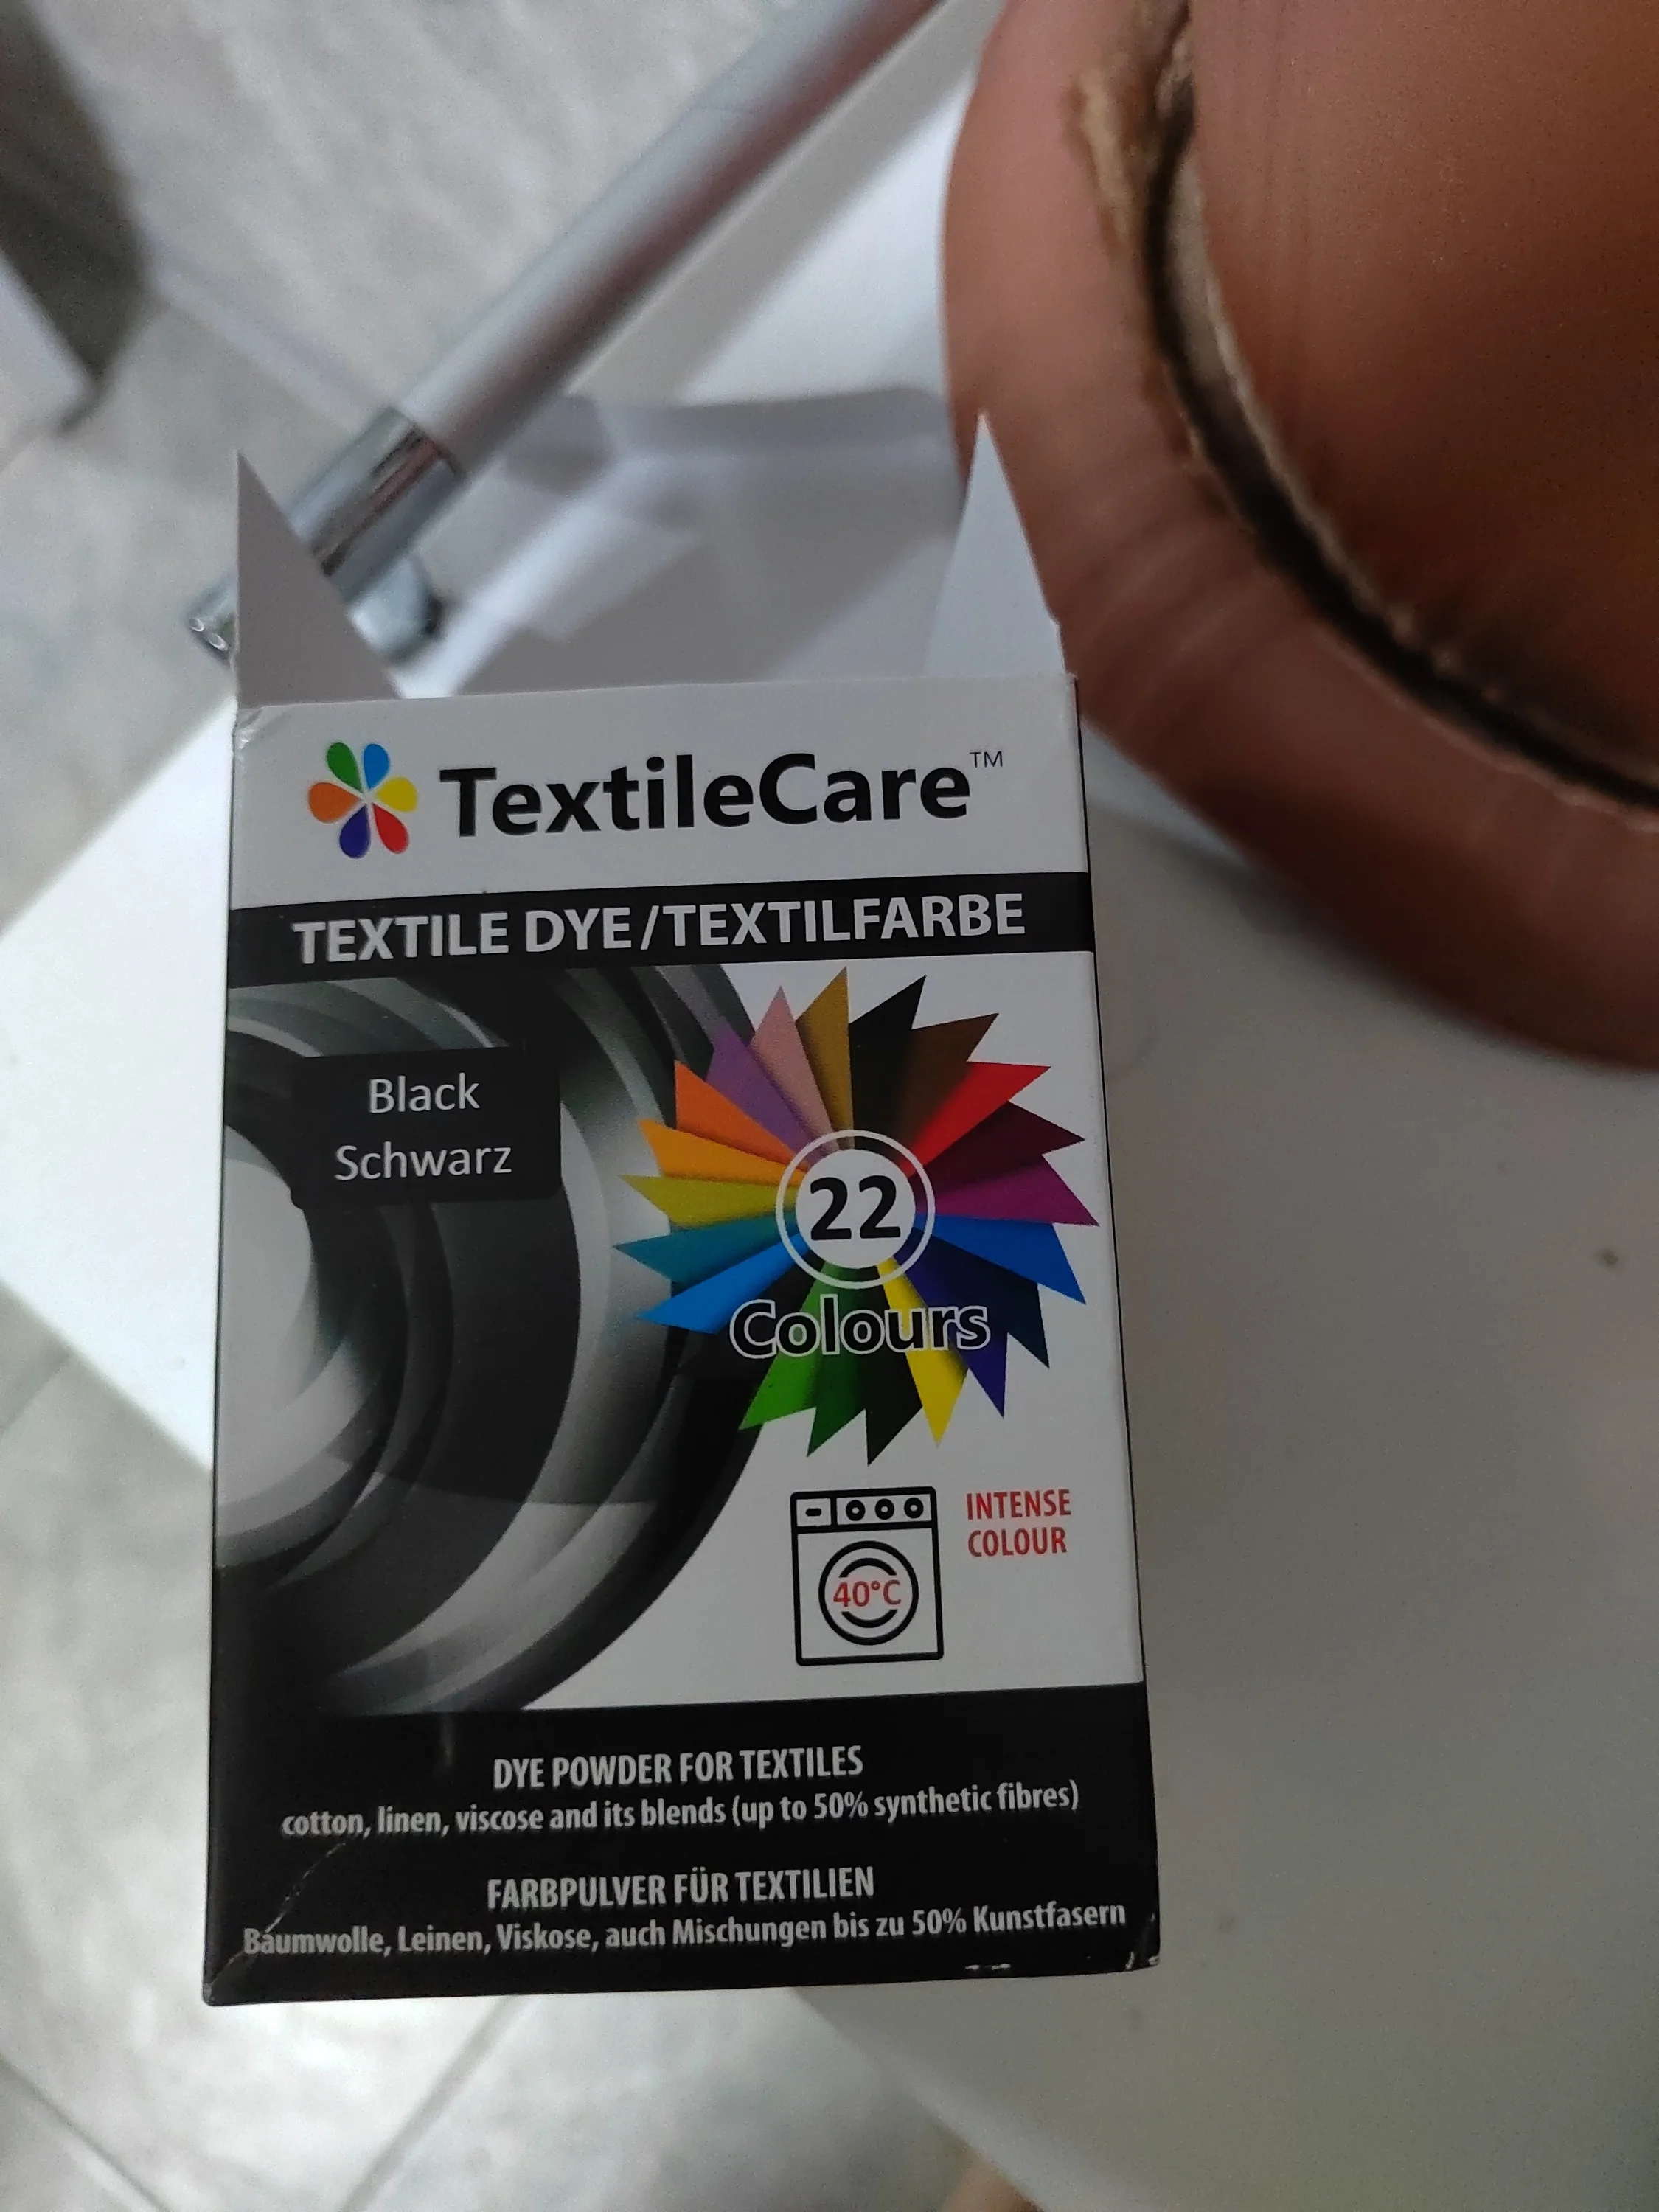 TextileCare™
TEXTILE DYE/TEXTILFARBE
Black
Schwarz
22
Colours
INTENSE
COLOUR
40°C
DYE POWDER FOR TEXTILES
cotton, linen, viscose and its blends (up to 50% synthetic fibres)
FARBPULVER FÜR TEXTILIEN
Baumwolle, Leinen, Viskose, auch Mischungen bis zu 50% Kunstfasern